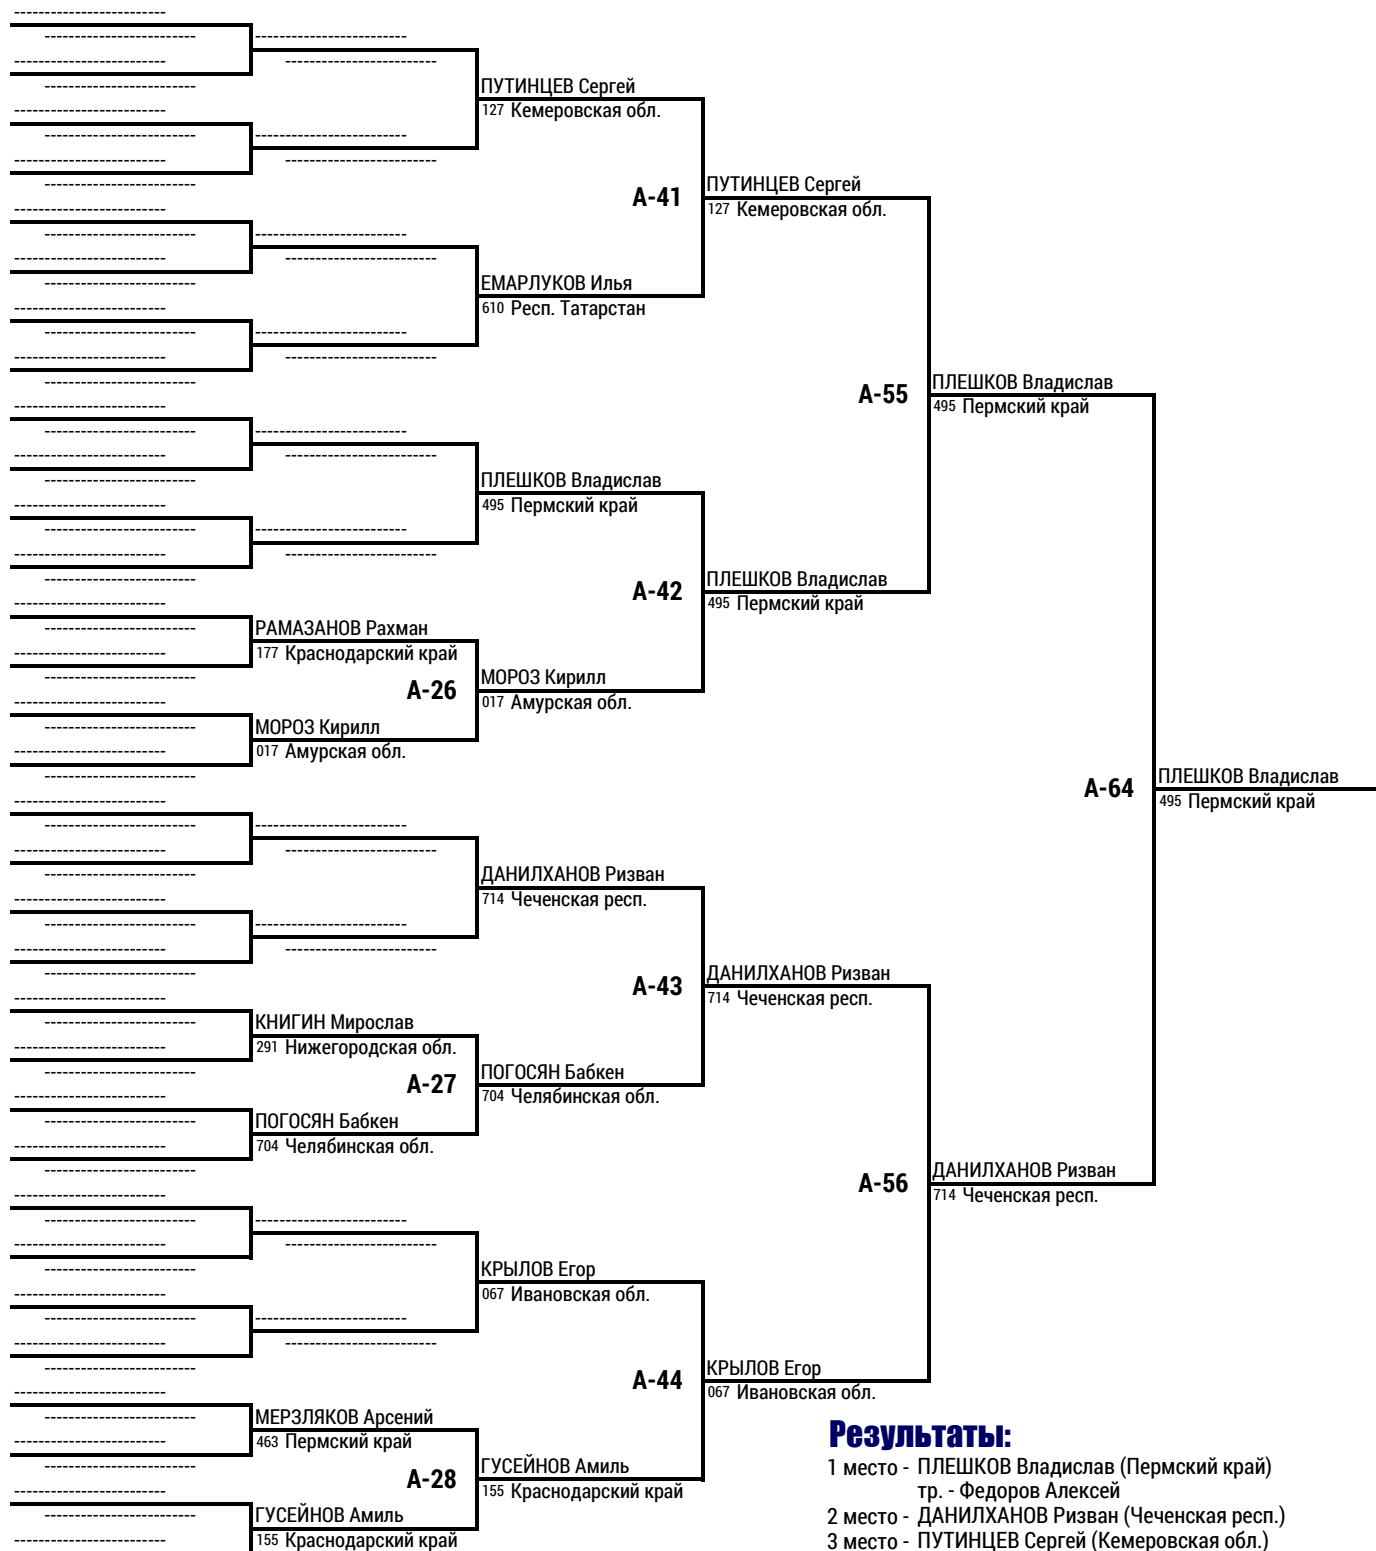 ПУТИНЦЕВ Сергей
127 Кемеровская обл.
A-41
ПУТИНЦЕВ Сергей
127 Кемеровская обл.
ЕМАРЛУКОВ Илья
610 Респ. Татарстан
A-55
ПЛЕШКОВ Владислав
495 Пермский край
ПЛЕШКОВ Владислав
495 Пермский край
A-42
ПЛЕШКОВ Владислав
495 Пермский край
РАМАЗАНОВ Рахман
177 Краснодарский край
A-26
МОРОЗ Кирилл
017 Амурская обл.
МОРОЗ Кирилл
017 Амурская обл.
A-64
ПЛЕШКОВ Владислав
495 Пермский край
ДАНИЛХАНОВ Ризван
714 Чеченская респ.
A-43
ДАНИЛХАНОВ Ризван
714 Чеченская респ.
КНИГИН Мирослав
291 Нижегородская обл.
A-27
ПОГОСЯН Бабкен
704 Челябинская обл.
ПОГОСЯН Бабкен
704 Челябинская обл.
A-56
ДАНИЛХАНОВ Ризван
714 Чеченская респ.
КРЫЛОВ Егор
067 Ивановская обл.
A-44
КРЫЛОВ Егор
067 Ивановская обл.
МЕРЗЛЯКОВ Арсений
463 Пермский край
A-28
ГУСЕЙНОВ Амиль
155 Краснодарский край
ГУСЕЙНОВ Амиль
155 Краснодарский край
Результаты:
1 место - ПЛЕШКОВ Владислав (Пермский край)
тр. - Федоров Алексей
2 место - ДАНИЛХАНОВ Ризван (Чеченская респ.)
3 место - ПУТИНЦЕВ Сергей (Кемеровская обл.)